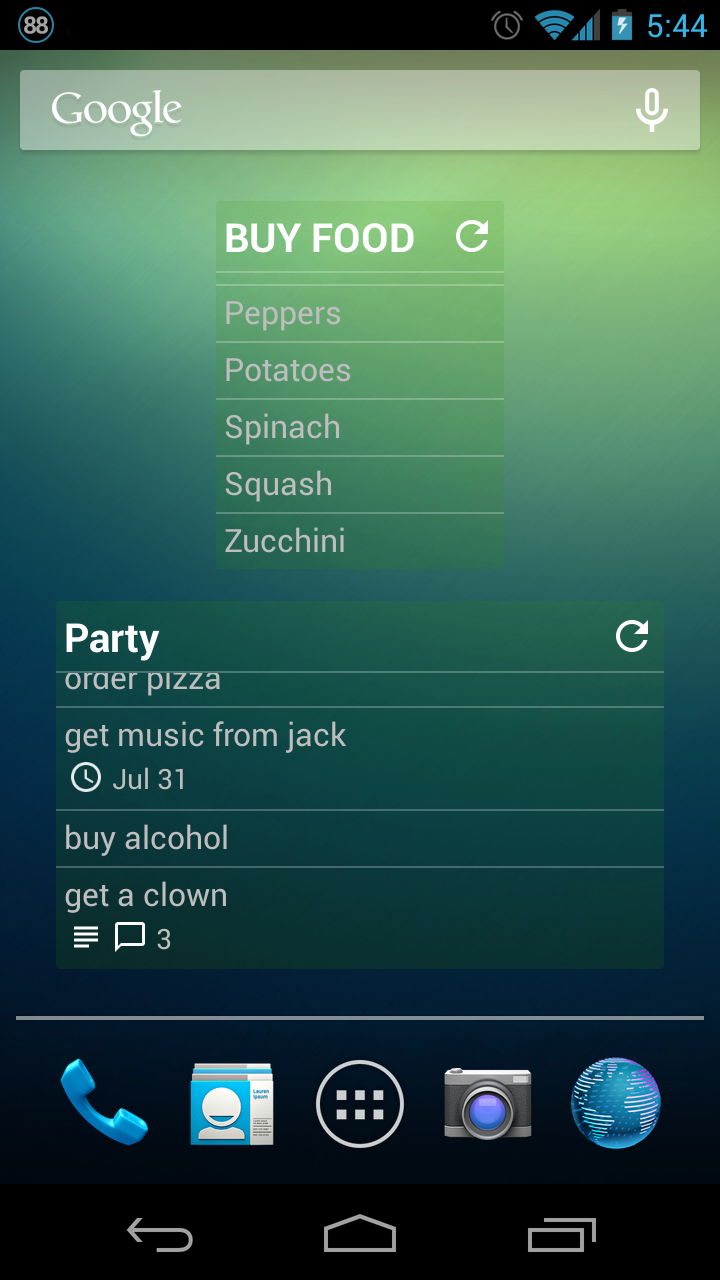 88
5:44
Google
BUY FOOD
Peppers
Potatoes
Spinach
Squash
Zucchini
Party
order pizza
get music from jack
Jul 31
buy alcohol
get a clown
3
Lauren
Ipsum